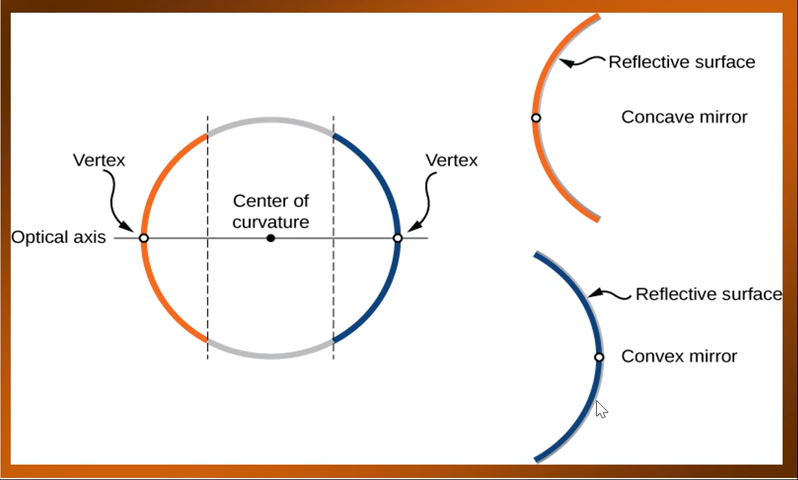 Reflective surface
Concave mirror
Vertex
Vertex
Center of
curvature
Optical axis
Reflective surface
Convex mirror